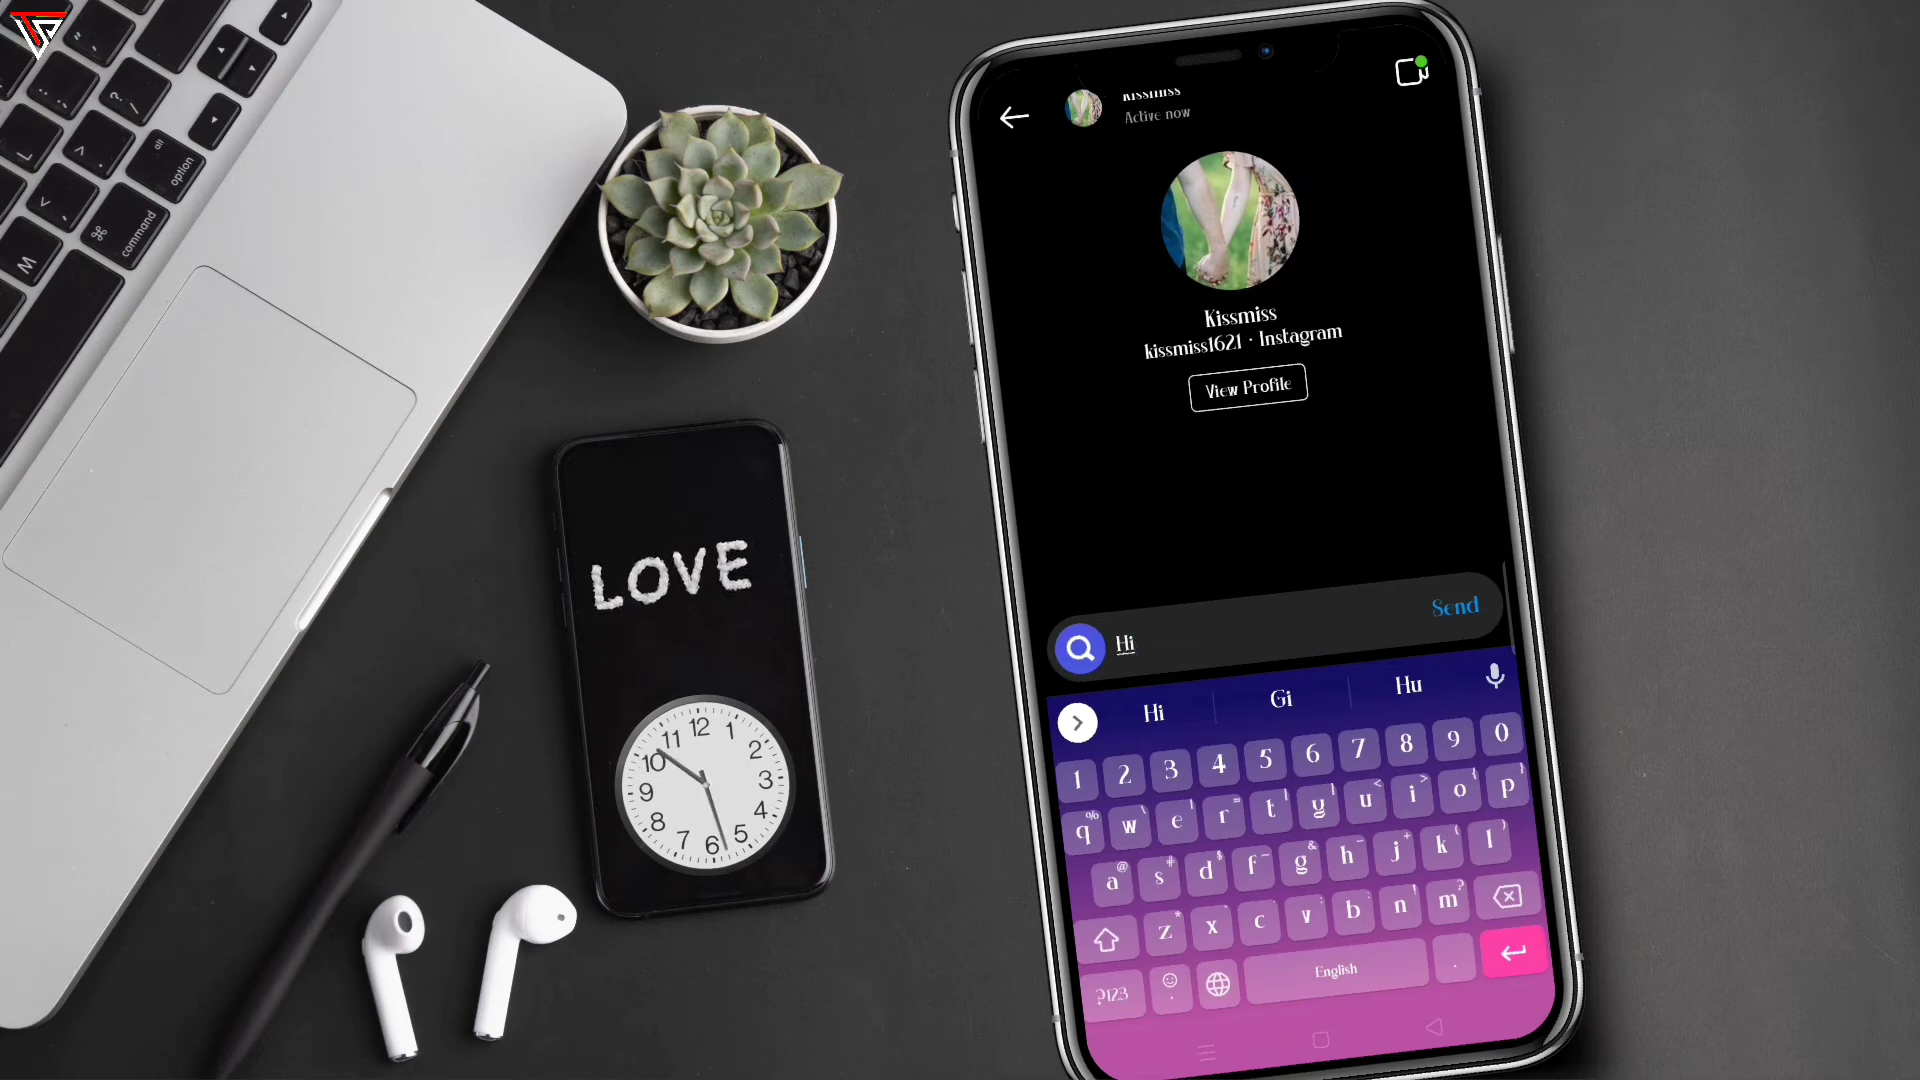 kissmiss
Active now
Kissmiss
kissmiss1621 · Instagram
View Profile
Hi
Send
Hi
Gi
Hu
1 2 3 4 5 6 7 8 9 0
q w e r t y u i o p
a s d f g h j k l
z x c v b n m
?123
English
.
LOVE
12
1
2
3
4
5
6
7
8
9
10
11
alt
option
command
⌘
M
L